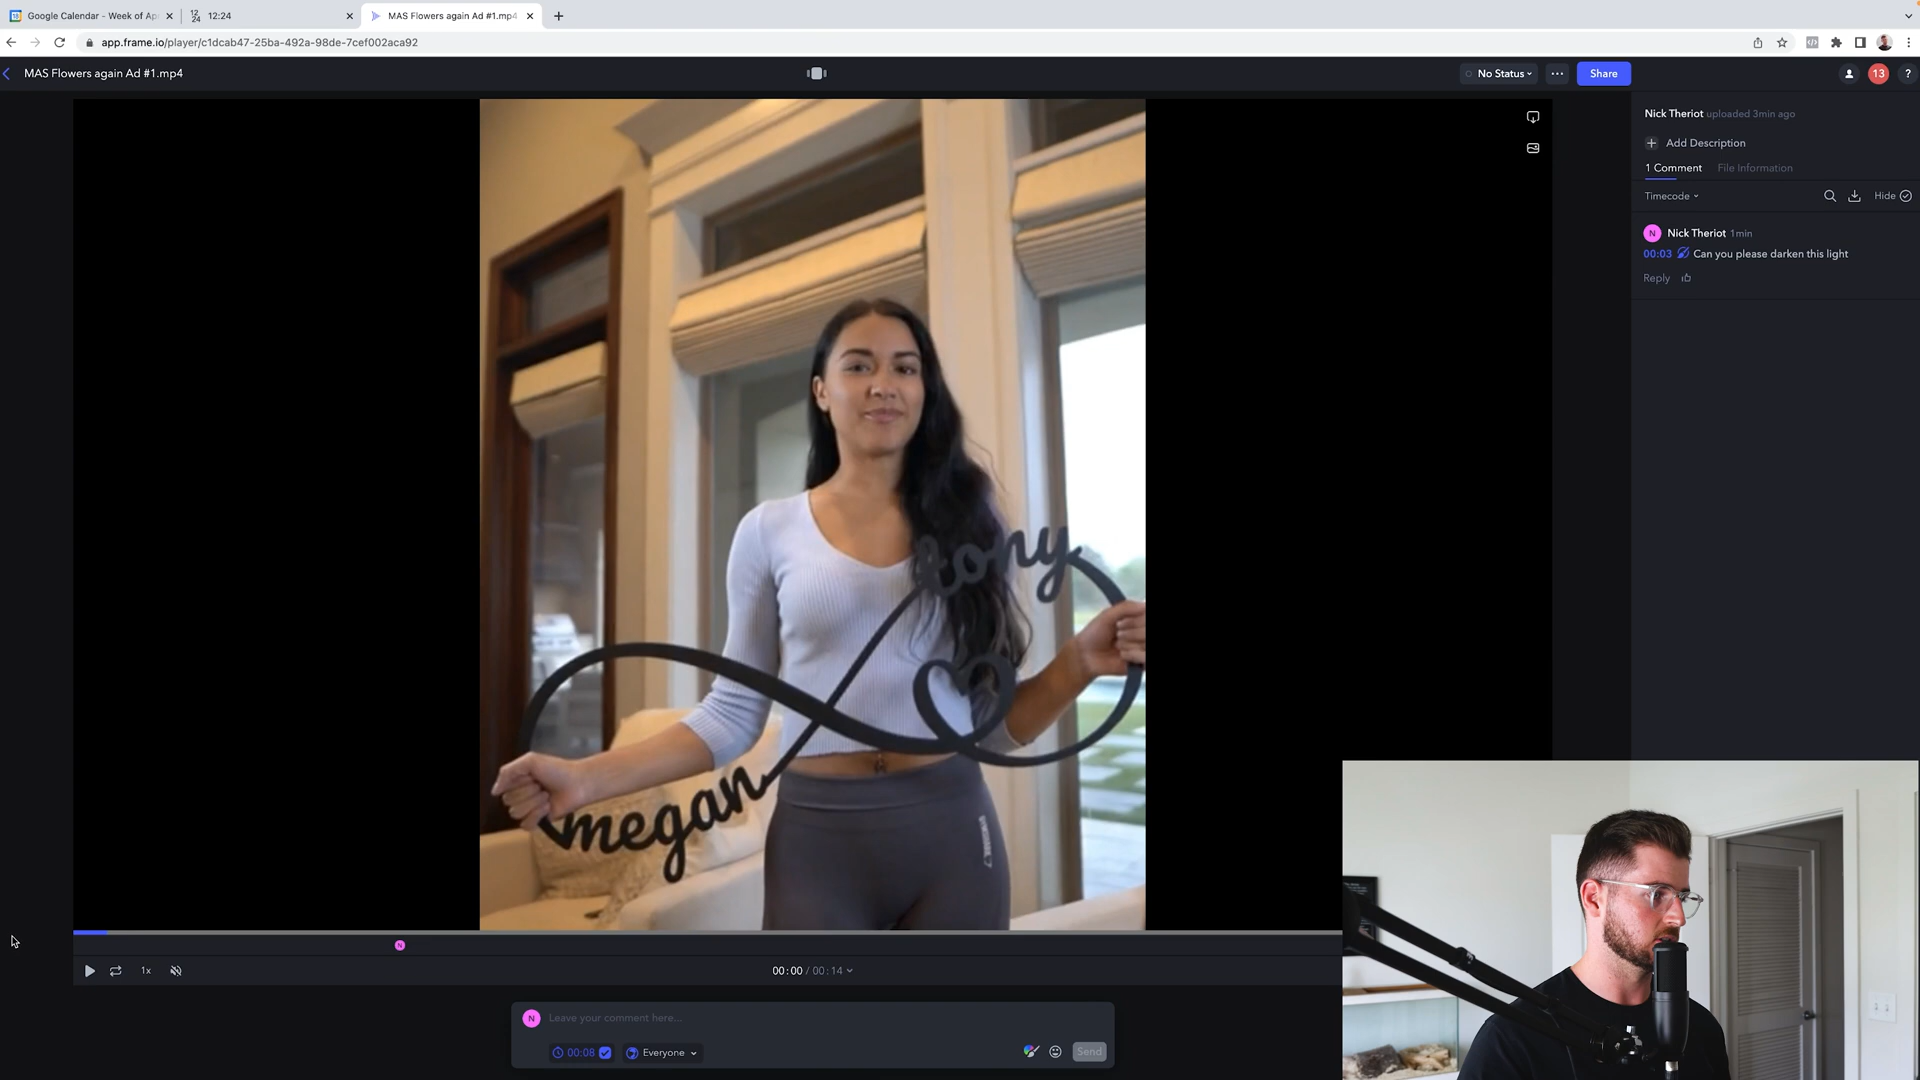 Google Calendar - Week of Ap
12
24
12:24
MAS Flowers again Ad #1.mp4
app.frame.io/player/c1dcab47-25ba-492a-98de-7cef002aca92
MAS Flowers again Ad #1.mp4
No Status
Share
13
?
Nick Theriot uploaded 3min ago
Add Description
1 Comment
File Information
Timecode
Hide
N
Nick Theriot 1min
00:03 Can you please darken this light
Reply
tony
megan
N
1x
00:00 / 00:14
N
Leave your comment here...
00:08
Everyone
Send